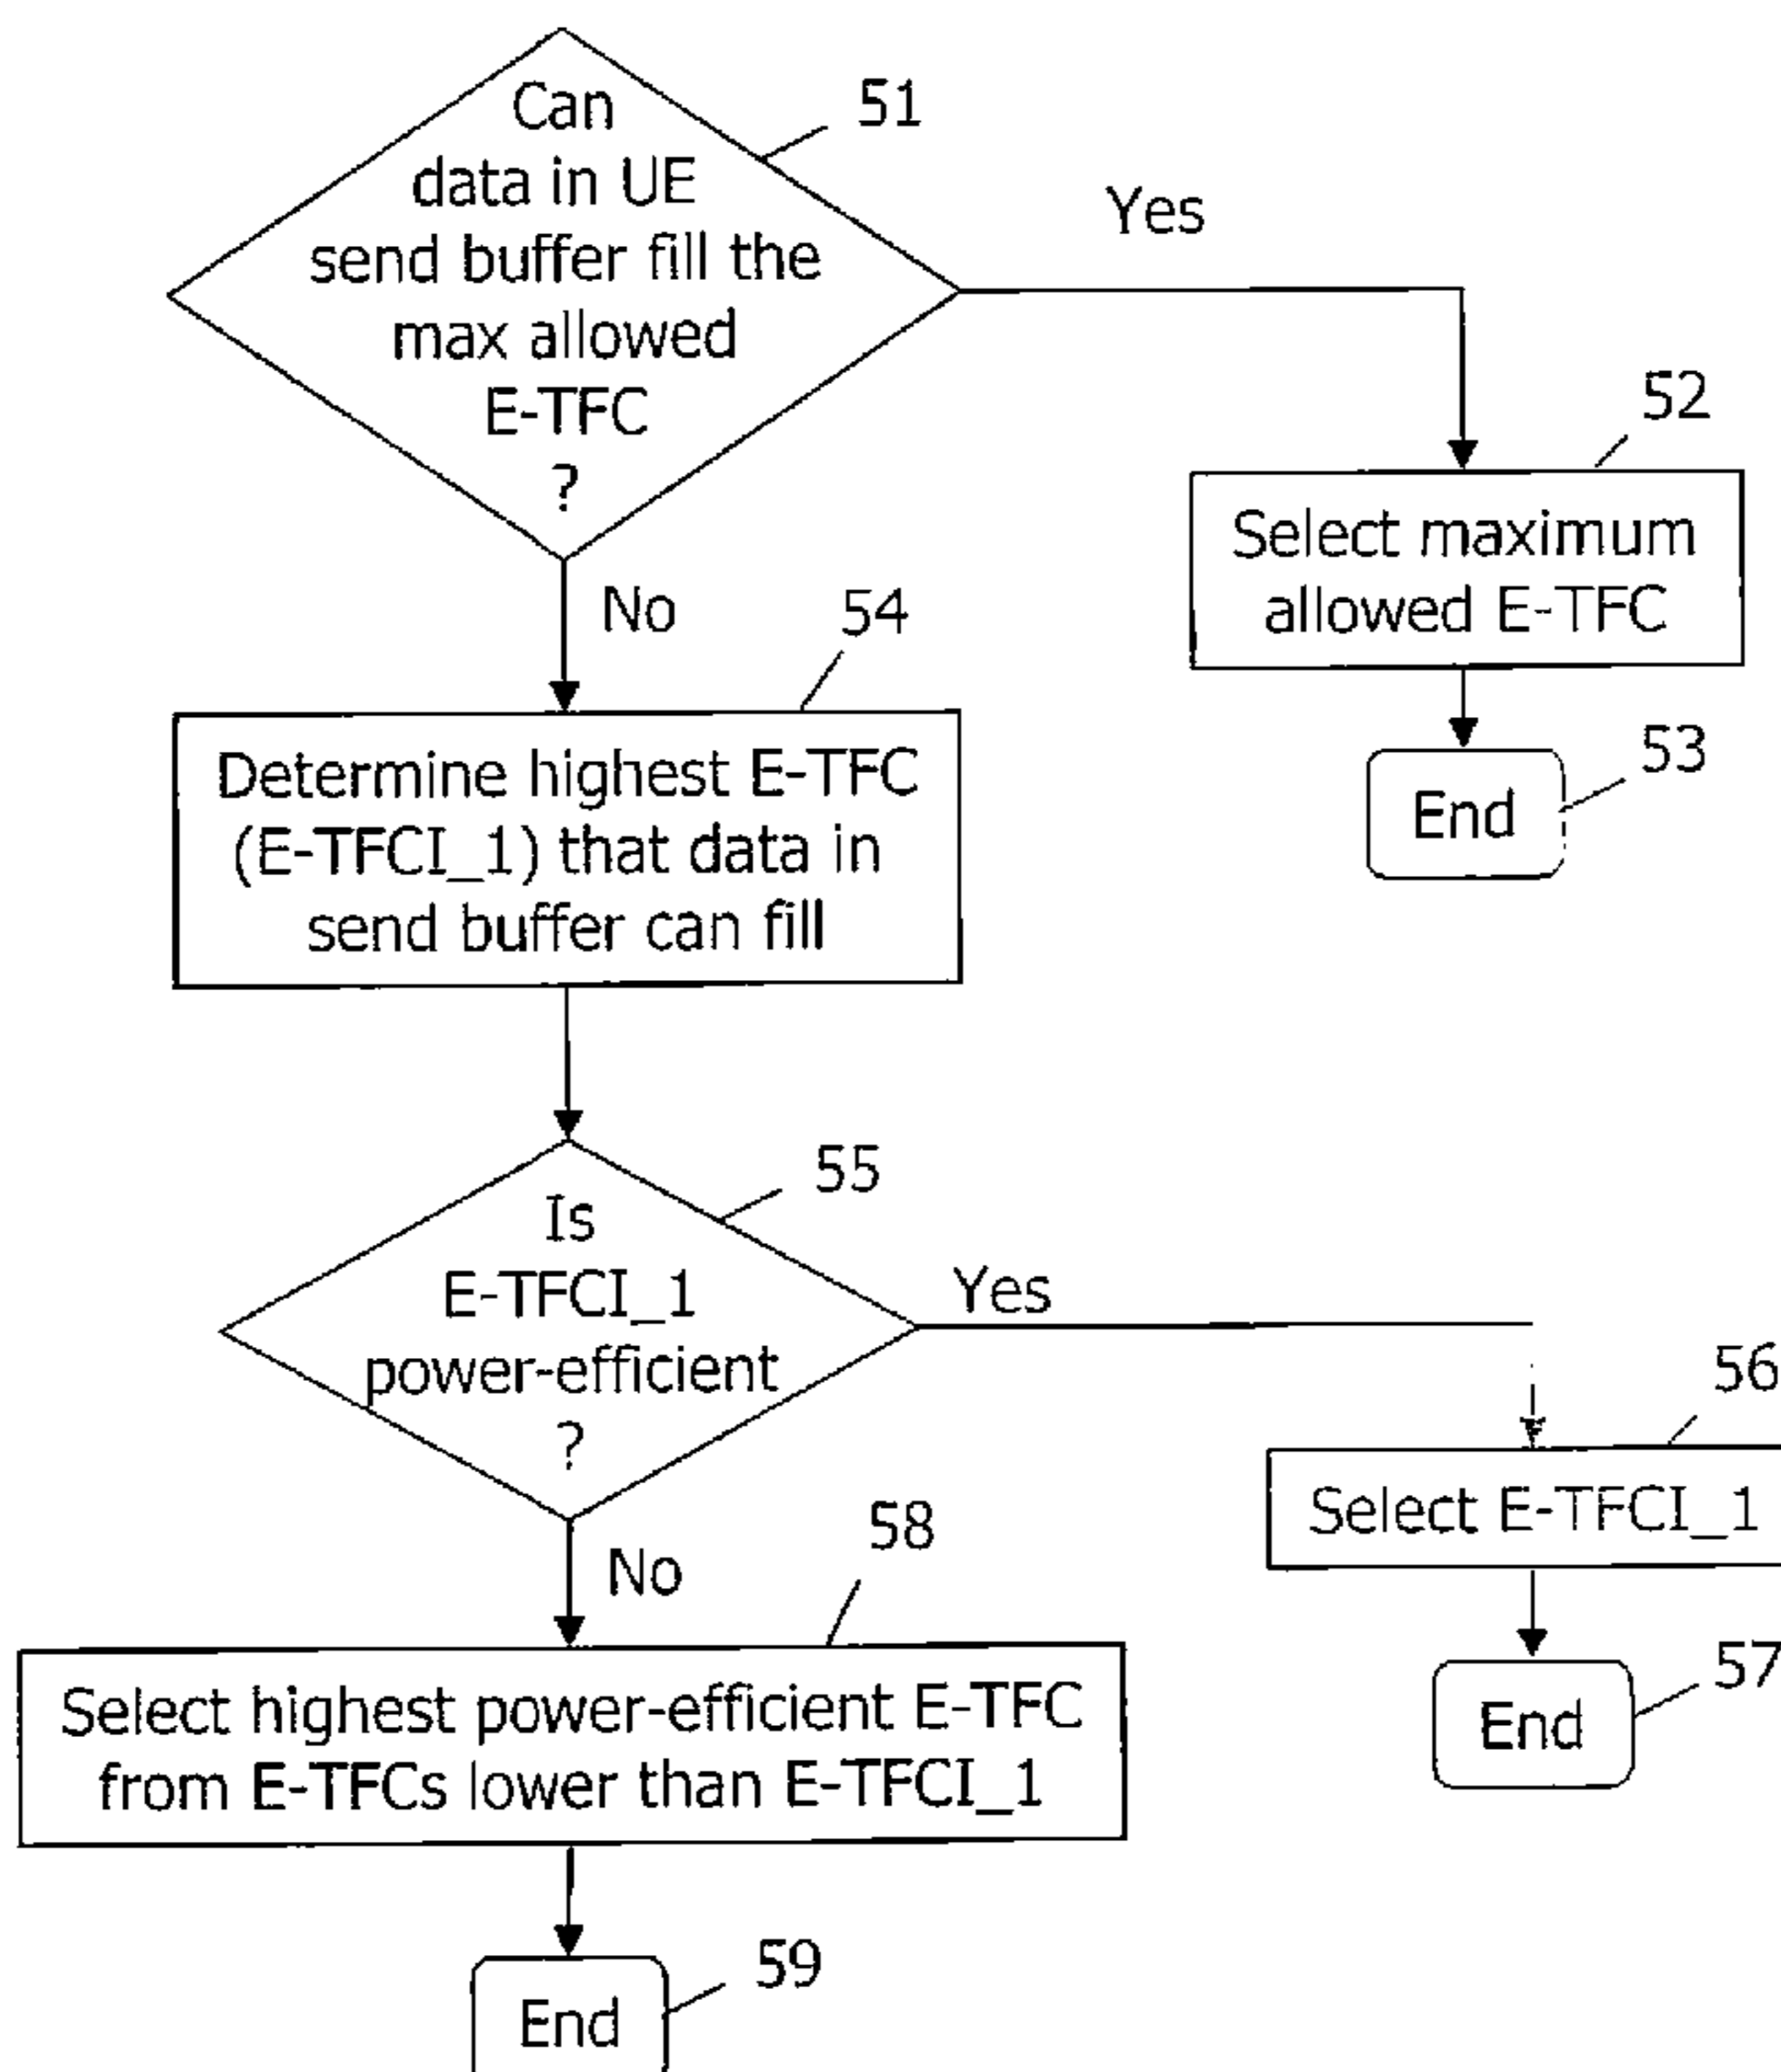 Can
data in UE
send buffer fill the
max allowed
E-TFC
?
51
Yes
52
Select maximum
allowed E-TFC
53
End
No
54
Determine highest E-TFC
(E-TFCI_1) that data in
send buffer can fill
55
Is
E-TFCI_1
power-efficient
?
Yes
56
Select E-TFCI_1
57
End
No
58
Select highest power-efficient E-TFC
from E-TFCs lower than E-TFCI_1
59
End